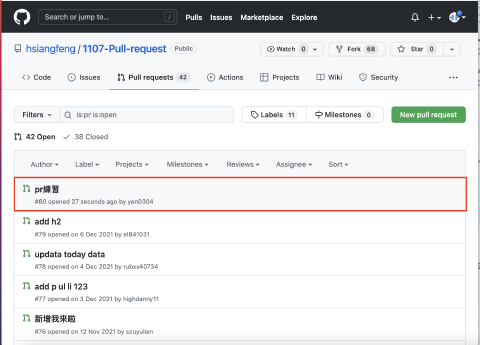 Search or jump to... /
Pulls Issues Marketplace Explore
hsiangfeng / 1107-Pull-request Public
Watch 0 Fork 68 Star 0
Code Issues Pull requests 42 Actions Projects Wiki Security ...
Filters is:pr is:open Labels 11 Milestones 0 New pull request
42 Open 38 Closed
Author Label Projects Milestones Reviews Assignee Sort
pr練習
#80 opened 27 seconds ago by yen0304
add h2
#79 opened on 6 Dec 2021 by el841031
updata today data
#78 opened on 4 Dec 2021 by rubxx40734
add p ul li 123
#77 opened on 3 Dec 2021 by highdanny11
新增我來啦
#76 opened on 12 Nov 2021 by szuyulien